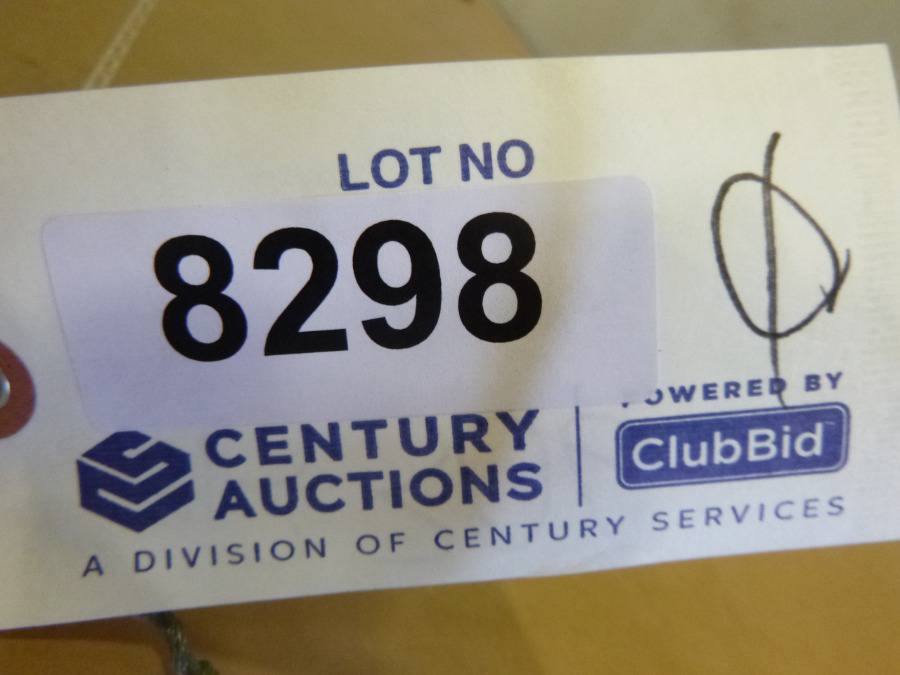 LOT NO
8298
CENTURY
AUCTIONS
POWERED BY
ClubBid
A DIVISION OF CENTURY SERVICES